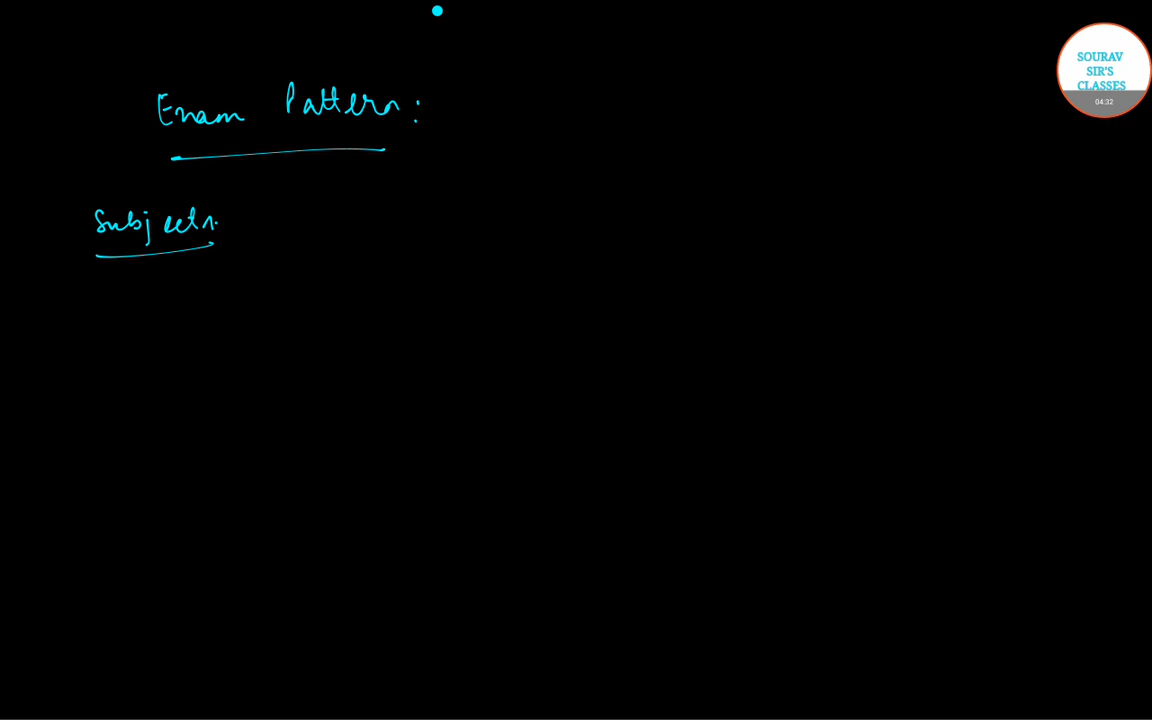 Exam Pattern:
Subjects.
SOURAV
SIR'S
CLASSES
04:32